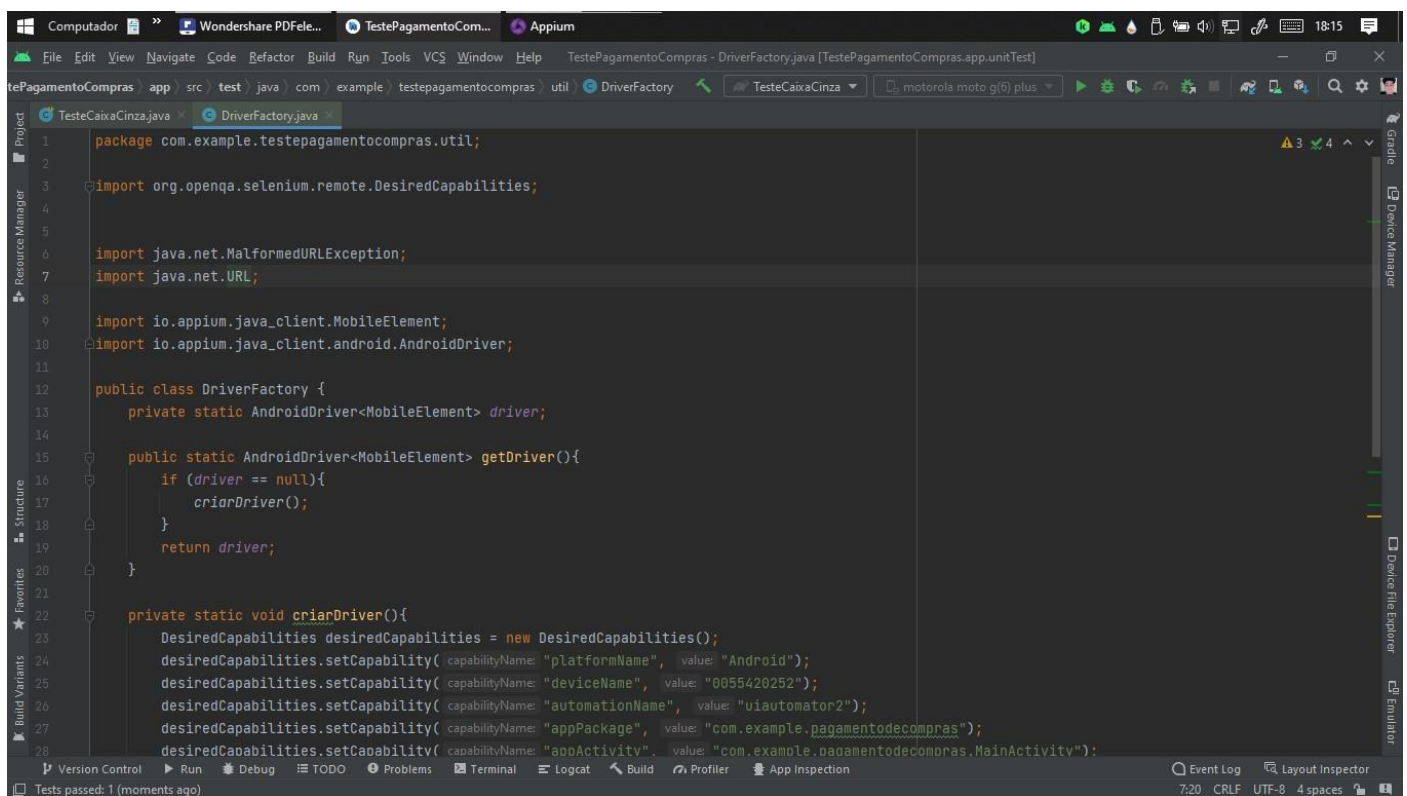 Computador » Wondershare PDFele... TestePagamentoCom... Appium 18:15
File Edit View Navigate Code Refactor Build Run Tools VCS Window Help TestePagamentoCompras - DriverFactory.java [TestePagamentoCompras.app.unitTest]
tePagamentoCompras app src test java com example testepagamentocompras util DriverFactory TesteCaixaCinza motorola moto g(6) plus
TesteCaixaCinza.java DriverFactory.java
Project
Resource Manager
Structure
Favorites
Build Variants
1 package com.example.testepagamentocompras.util;
2
3 import org.openqa.selenium.remote.DesiredCapabilities;
4
5
6 import java.net.MalformedURLException;
7 import java.net.URL;
8
9 import io.appium.java_client.MobileElement;
10 import io.appium.java_client.android.AndroidDriver;
11
12 public class DriverFactory {
13 private static AndroidDriver<MobileElement> driver;
14
15 public static AndroidDriver<MobileElement> getDriver(){
16 if (driver == null){
17 criarDriver();
18 }
19 return driver;
20 }
21
22 private static void criarDriver(){
23 DesiredCapabilities desiredCapabilities = new DesiredCapabilities();
24 desiredCapabilities.setCapability( capabilityName: "platformName", value: "Android");
25 desiredCapabilities.setCapability( capabilityName: "deviceName", value: "0055420252");
26 desiredCapabilities.setCapability( capabilityName: "automationName", value: "uiautomator2");
27 desiredCapabilities.setCapability( capabilityName: "appPackage", value: "com.example.pagamentodecompras");
28 desiredCapabilities.setCapability( capabilityName: "appActivity", value: "com.example.pagamentodecompras.MainActivity");
3 4
Gradle
Device Manager
Device File Explorer
Emulator
Version Control Run Debug TODO Problems Terminal Logcat Build Profiler App Inspection Event Log Layout Inspector
Tests passed: 1 (moments ago) 7:20 CRLF UTF-8 4 spaces